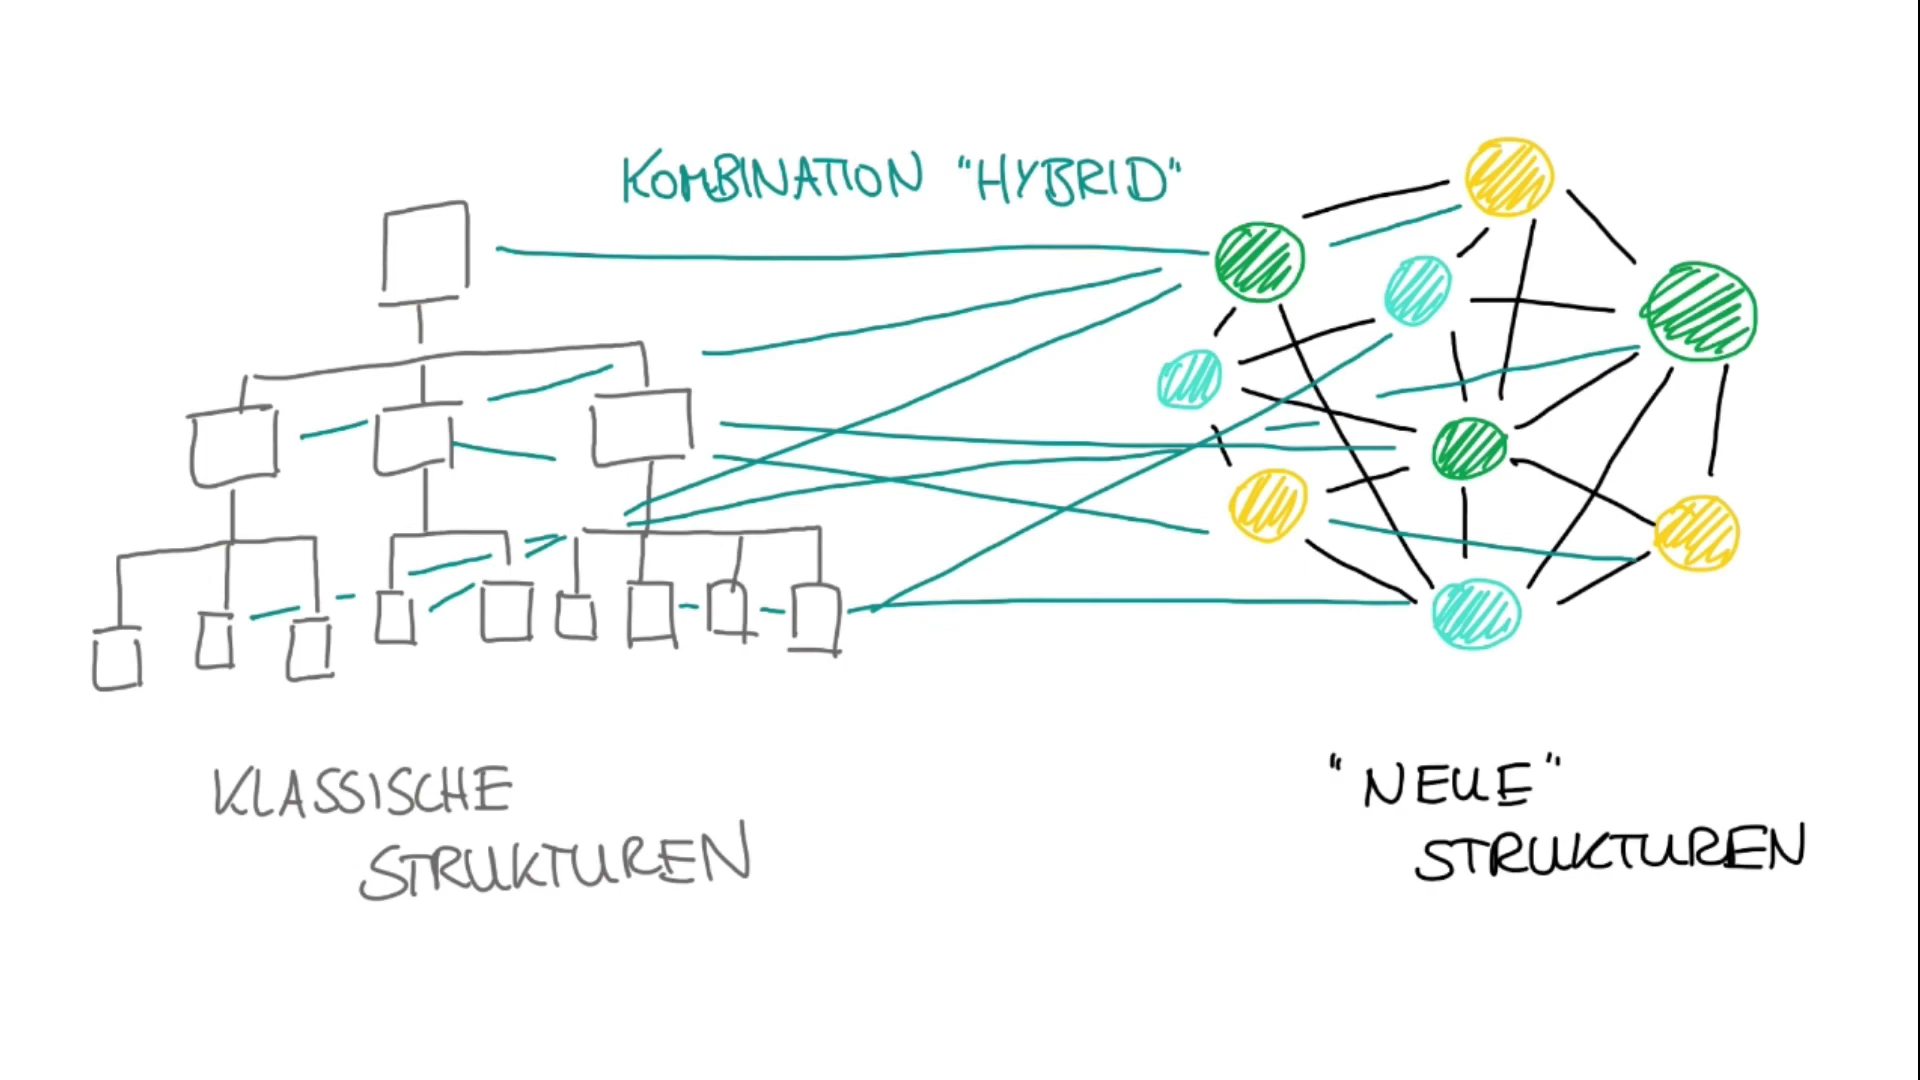 KOMBINATION "HYBRID"
KLASSISCHE
STRUKTUREN
"NEUE"
STRUKTUREN